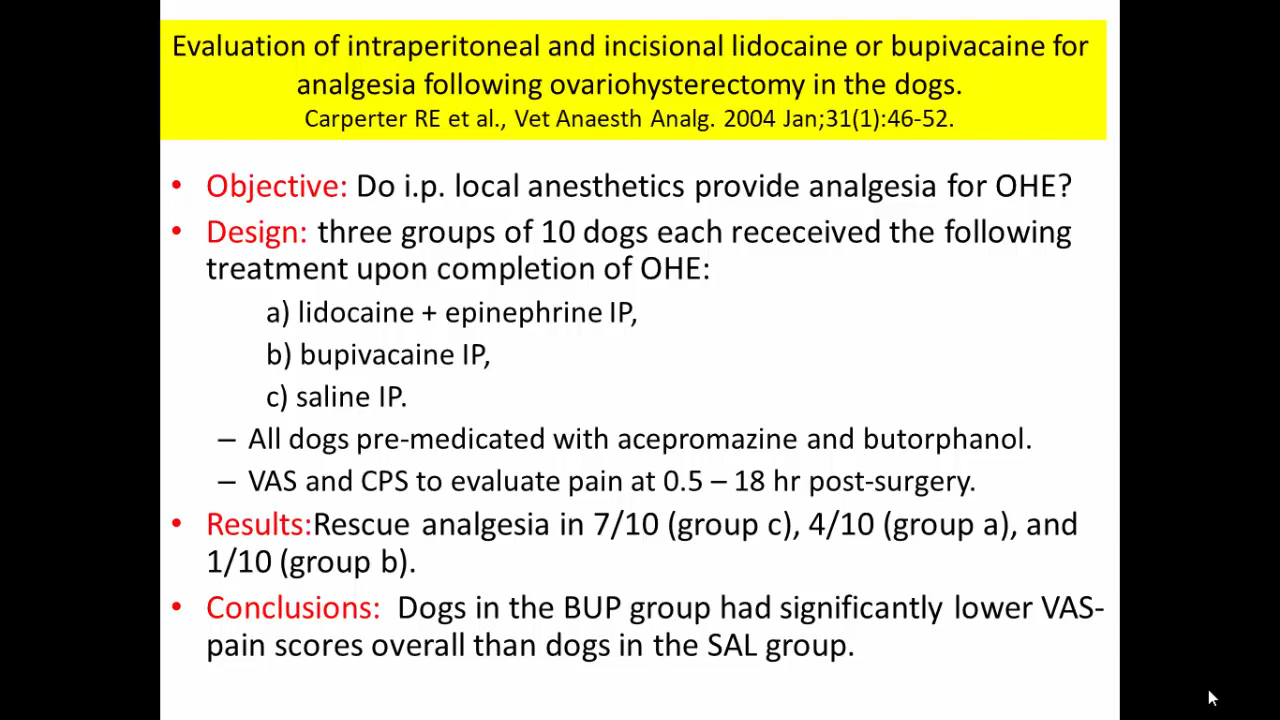 Evaluation of intraperitoneal and incisional lidocaine or bupivacaine for
analgesia following ovariohysterectomy in the dogs.
Carperter RE et al., Vet Anaesth Analg. 2004 Jan;31(1):46-52.
• Objective: Do i.p. local anesthetics provide analgesia for OHE?
• Design: three groups of 10 dogs each receceived the following
treatment upon completion of OHE:
a) lidocaine + epinephrine IP,
b) bupivacaine IP,
c) saline IP.
– All dogs pre-medicated with acepromazine and butorphanol.
– VAS and CPS to evaluate pain at 0.5 – 18 hr post-surgery.
• Results:Rescue analgesia in 7/10 (group c), 4/10 (group a), and
1/10 (group b).
• Conclusions: Dogs in the BUP group had significantly lower VAS-
pain scores overall than dogs in the SAL group.